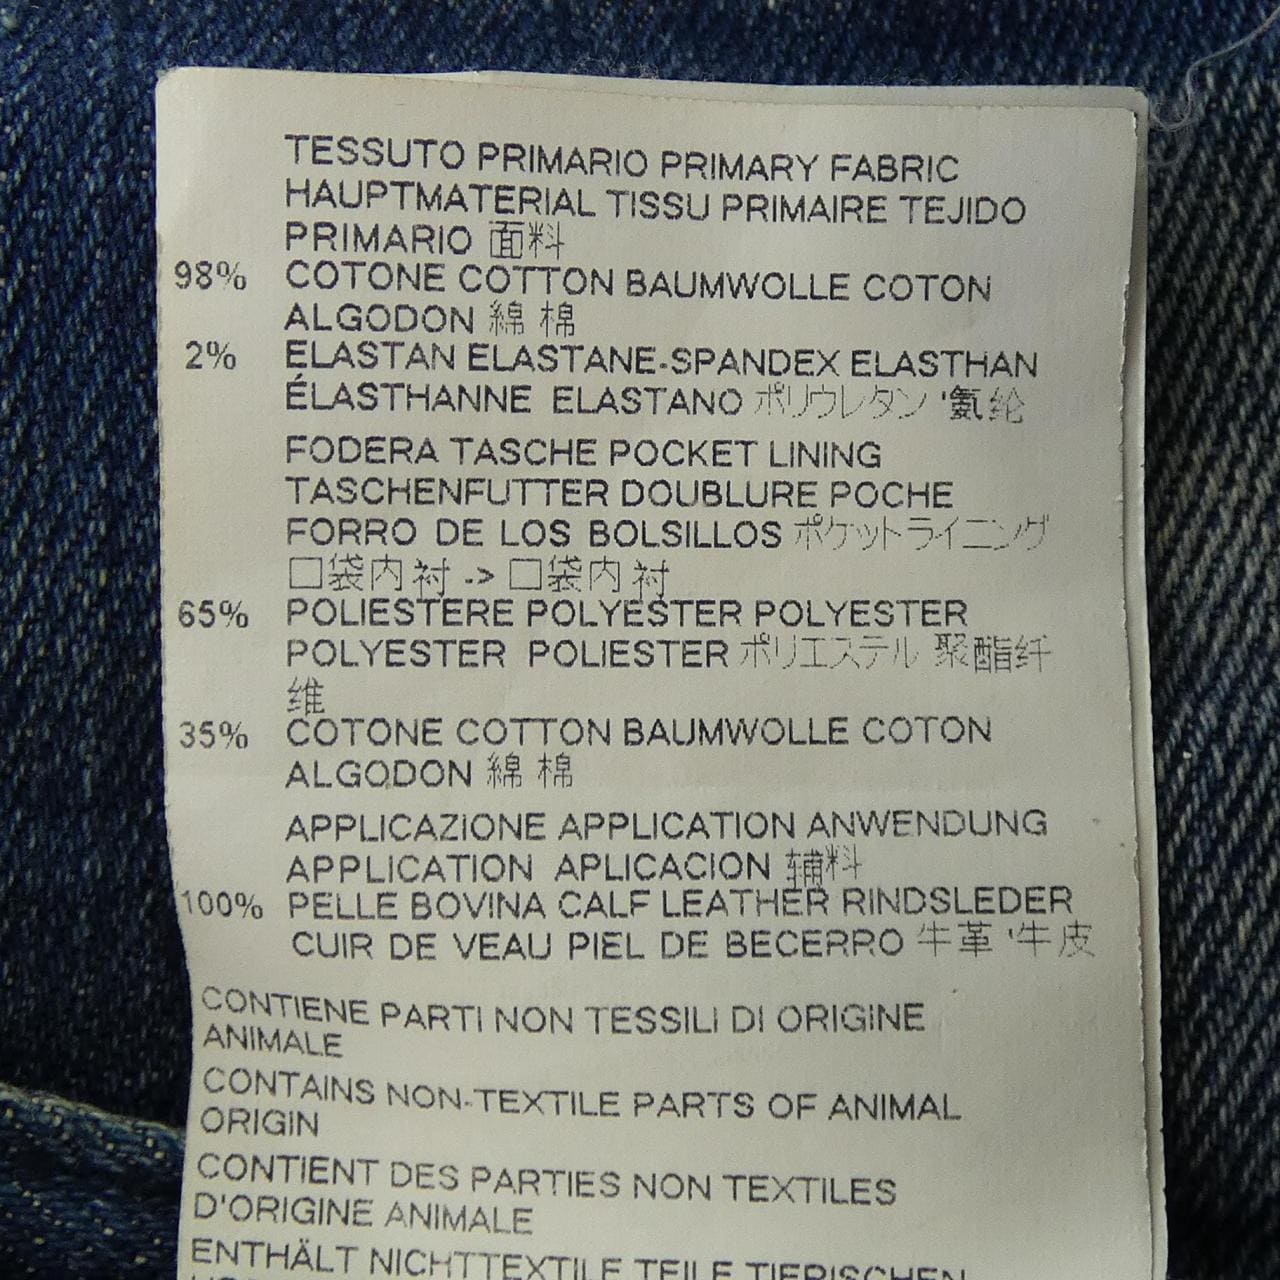 TESSUTO PRIMARIO PRIMARY FABRIC
HAUPTMATERIAL TISSU PRIMAIRE TEJIDO
PRIMARIO 面料
98% COTONE COTTON BAUMWOLLE COTON
ALGODON 綿 棉
2% ELASTAN ELASTANE-SPANDEX ELASTHAN
ÉLASTHANNE ELASTANO ポリウレタン '氨纶
FODERA TASCHE POCKET LINING
TASCHENFUTTER DOUBLURE POCHE
FORRO DE LOS BOLSILLOS ポケットライニング
口袋内衬 -> 口袋内衬
65% POLIESTERE POLYESTER POLYESTER
POLYESTER POLIESTER ポリエステル 聚酯纤
维
35% COTONE COTTON BAUMWOLLE COTON
ALGODON 綿 棉
APPLICAZIONE APPLICATION ANWENDUNG
APPLICATION APLICACION 辅料
100% PELLE BOVINA CALF LEATHER RINDSLEDER
CUIR DE VEAU PIEL DE BECERRO 牛革 '牛皮
CONTIENE PARTI NON TESSILI DI ORIGINE
ANIMALE
CONTAINS NON-TEXTILE PARTS OF ANIMAL
ORIGIN
CONTIENT DES PARTIES NON TEXTILES
D'ORIGINE ANIMALE
ENTHÄLT NICHTTEXTILE TEILE TIERISCHEN